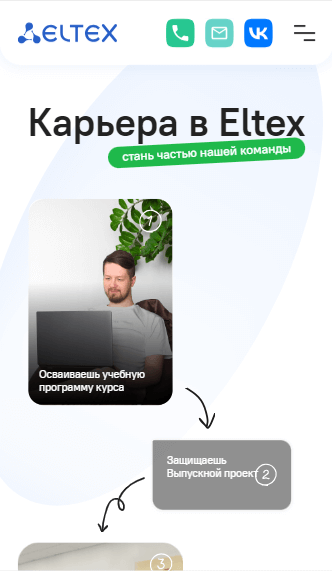 ELTEX
Карьера в Eltex
стань частью нашей команды
1
Осваиваешь учебную
программу курса
Защищаешь
Выпускной проект
2
3